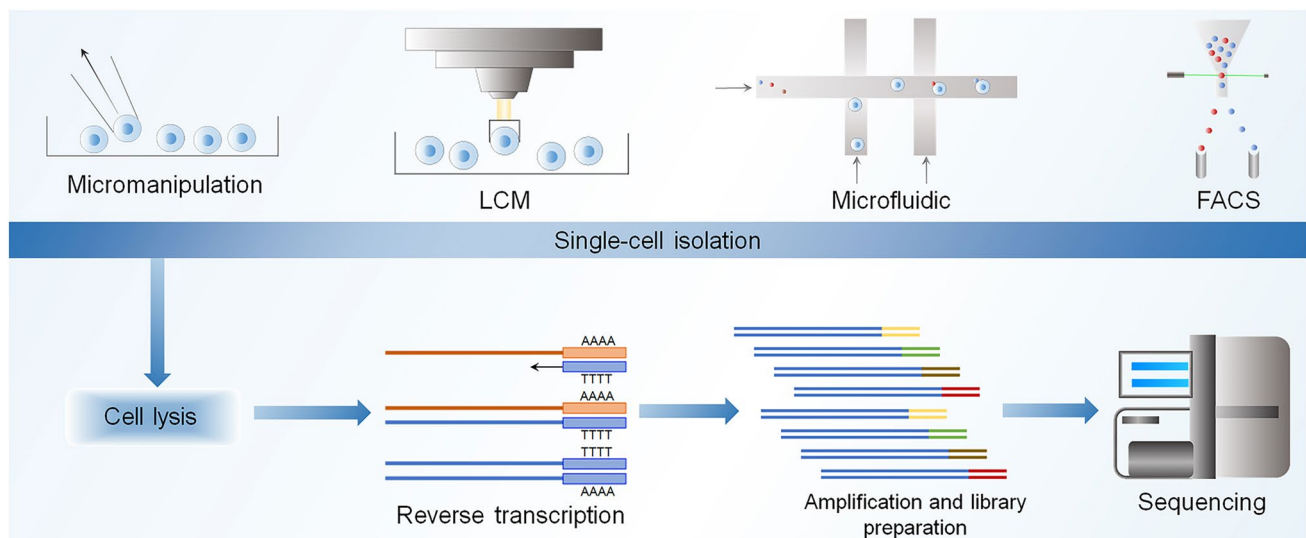 Micromanipulation
LCM
Microfluidic
FACS
Single-cell isolation
Cell lysis
AAAA
TTTT
AAAA
TTTT
TTTT
AAAA
Reverse transcription
Amplification and library
preparation
Sequencing